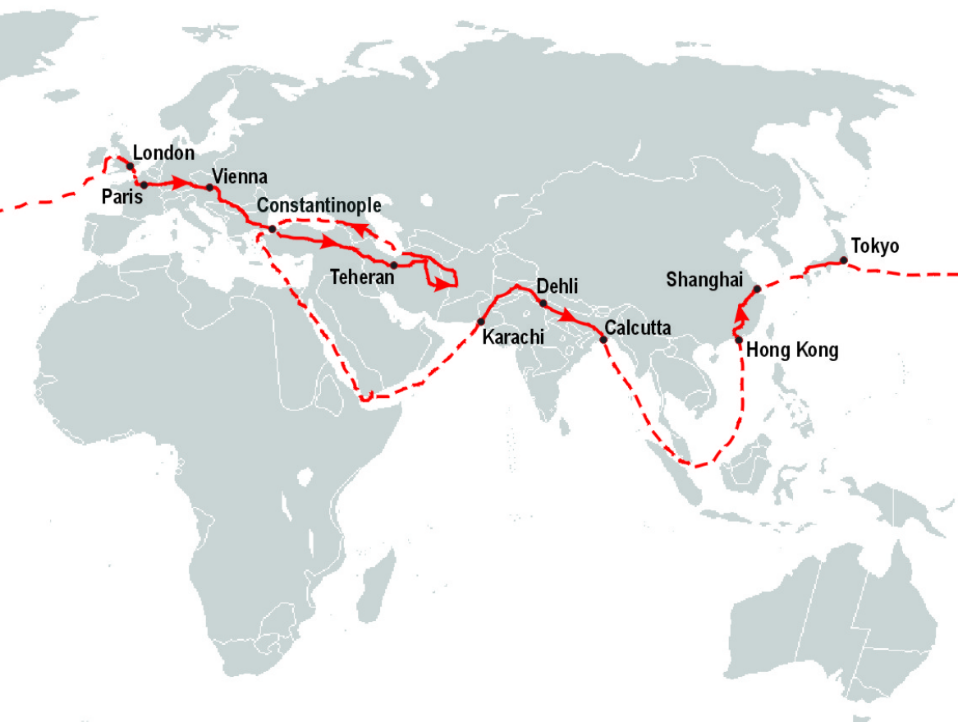 London
Paris
Vienna
Constantinople
Teheran
Karachi
Dehli
Calcutta
Hong Kong
Shanghai
Tokyo